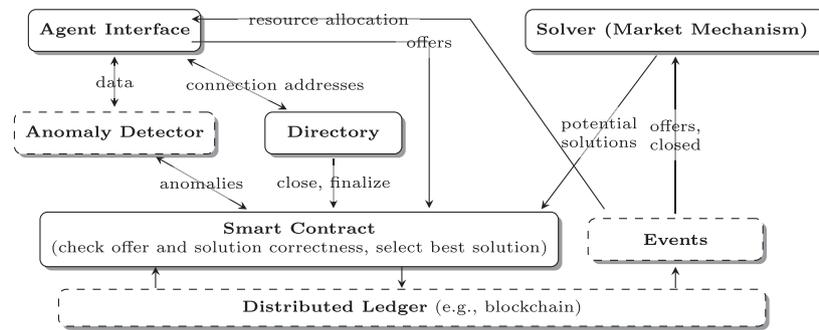 Agent Interface
resource allocation
Solver (Market Mechanism)
offers
data
connection addresses
Anomaly Detector
Directory
potential
solutions
offers,
closed
anomalies
close, finalize
Smart Contract
(check offer and solution correctness, select best solution)
Events
Distributed Ledger (e.g., blockchain)